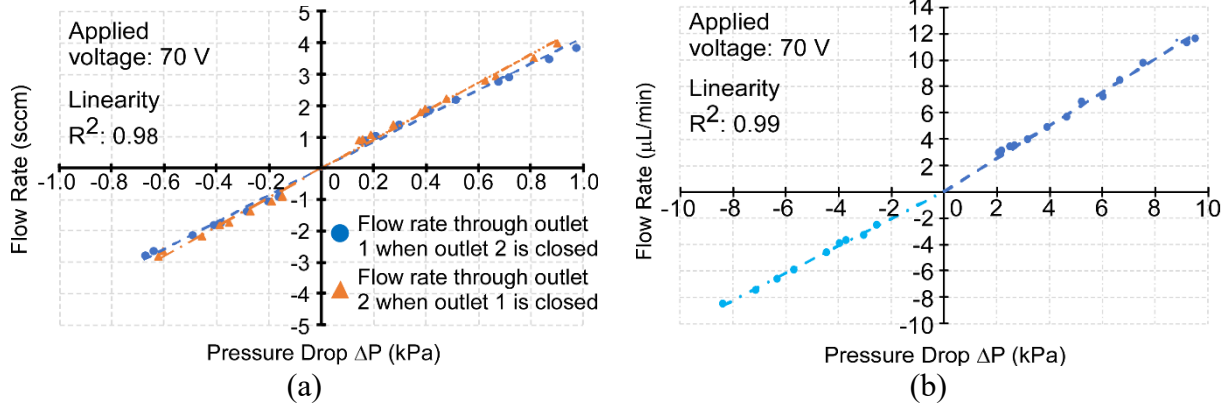 Applied
voltage: 70 V
Linearity
R²: 0.98
Flow Rate (sccm)
5
4
3
2
1
0
-1
-2
-3
-4
-5
-1.0 -0.8 -0.6 -0.4 -0.2 0.2 0.4 0.6 0.8 1.0
Flow rate through outlet
1 when outlet 2 is closed
Flow rate through outlet
2 when outlet 1 is closed
Pressure Drop ΔP (kPa)
(a)
Applied
voltage: 70 V
Linearity
R²: 0.99
Flow Rate (μL/min)
14
12
10
8
6
4
2
-2
-4
-6
-8
-10
-10 -8 -6 -4 -2 0 2 4 6 8 10
Pressure Drop ΔP (kPa)
(b)